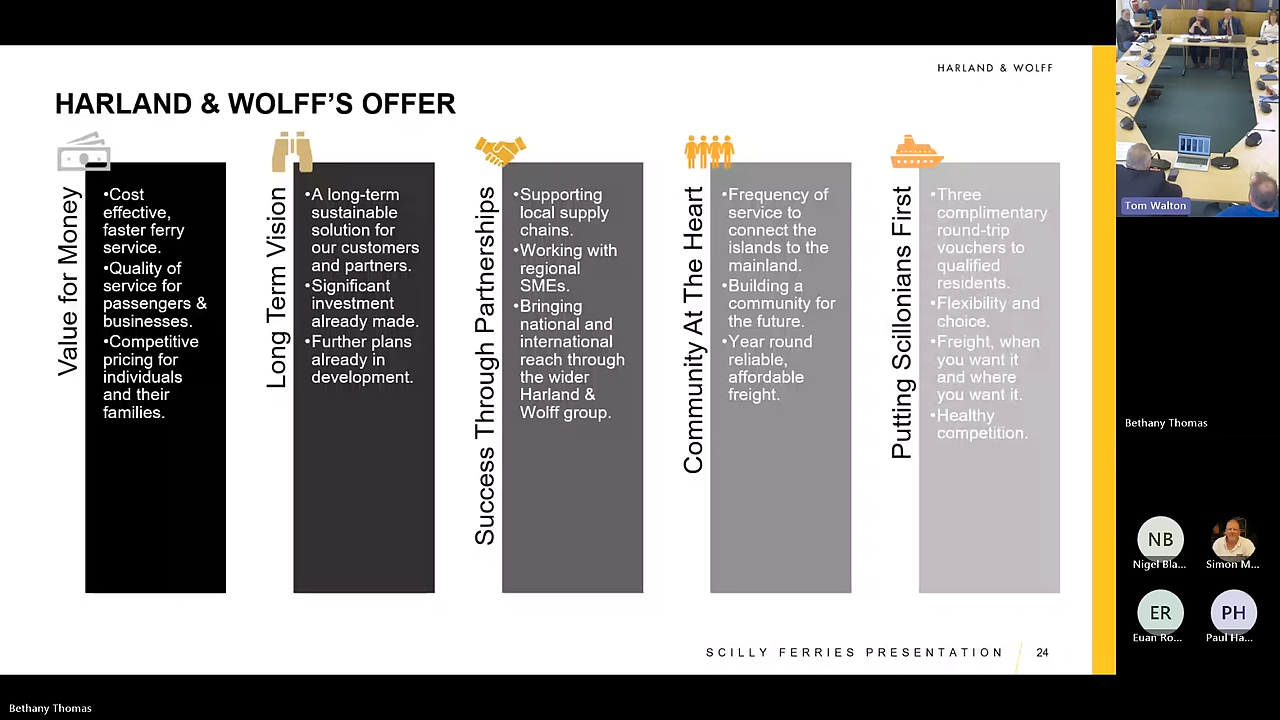 HARLAND & WOLFF
HARLAND & WOLFF’S OFFER
Value for Money
•Cost
effective,
faster ferry
service.
•Quality of
service for
passengers &
businesses.
•Competitive
pricing for
individuals
and their
families.
Long Term Vision
•A long-term
sustainable
solution for
our customers
and partners.
•Significant
investment
already made.
•Further plans
already in
development.
Success Through Partnerships
•Supporting
local supply
chains.
•Working with
regional
SMEs.
•Bringing
national and
international
reach through
the wider
Harland &
Wolff group.
Community At The Heart
•Frequency of
service to
connect the
islands to the
mainland.
•Building a
community for
the future.
•Year round
reliable,
affordable
freight.
Putting Scillonians First
•Three
complimentary
round-trip
vouchers to
qualified
residents.
•Flexibility and
choice.
•Freight, when
you want it
and where
you want it.
•Healthy
competition.
SCILLY FERRIES PRESENTATION
24
Tom Walton
Bethany Thomas
NB
Nigel Bla...
Simon M...
ER
Euan Ro...
PH
Paul Ha...
Bethany Thomas